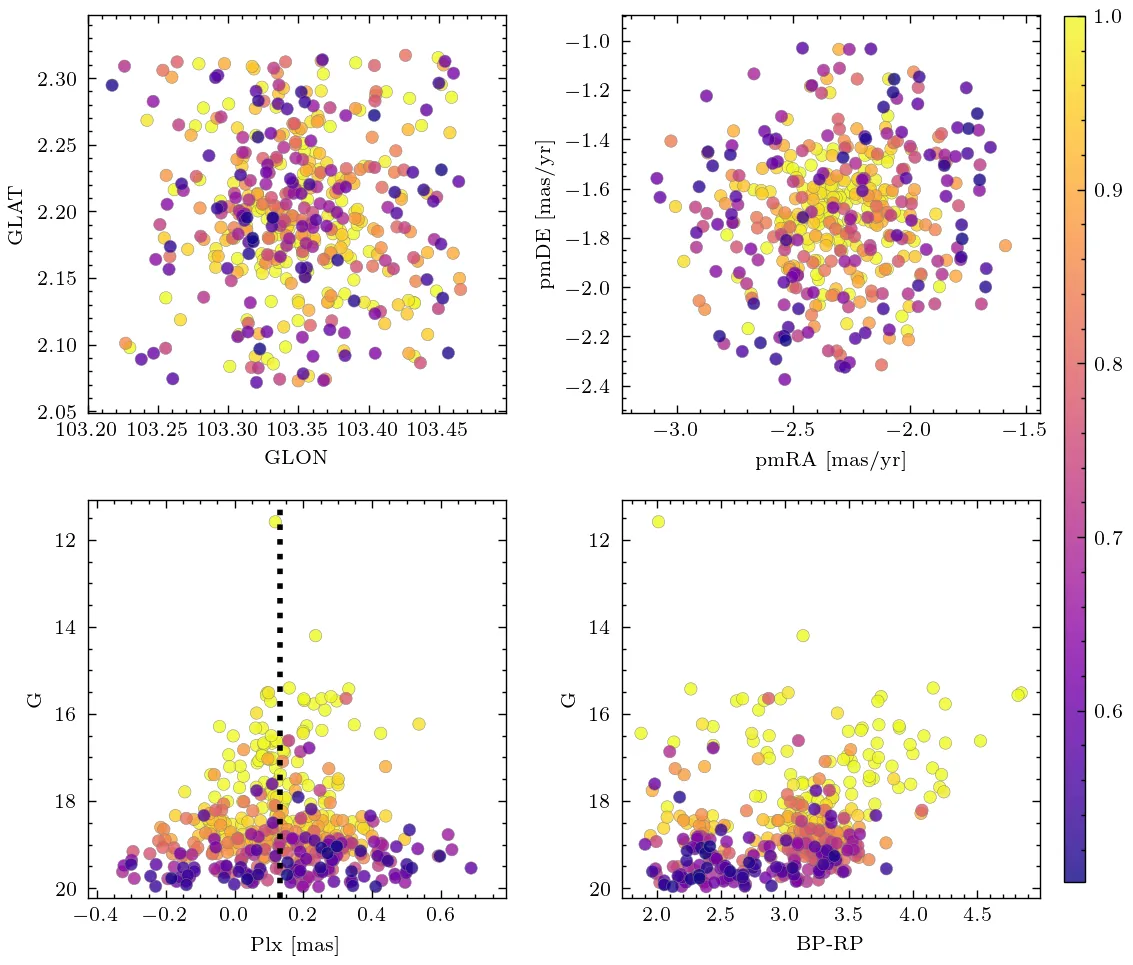 GLAT
2.30
2.25
2.20
2.15
2.10
2.05
103.20 103.25 103.30 103.35 103.40 103.45
GLON
pmDE [mas/yr]
−1.0
−1.2
−1.4
−1.6
−1.8
−2.0
−2.2
−2.4
−3.0 −2.5 −2.0 −1.5
pmRA [mas/yr]
1.0
0.9
0.8
0.7
0.6
G
12
14
16
18
20
−0.4 −0.2 0.0 0.2 0.4 0.6
Plx [mas]
G
12
14
16
18
20
2.0 2.5 3.0 3.5 4.0 4.5
BP-RP